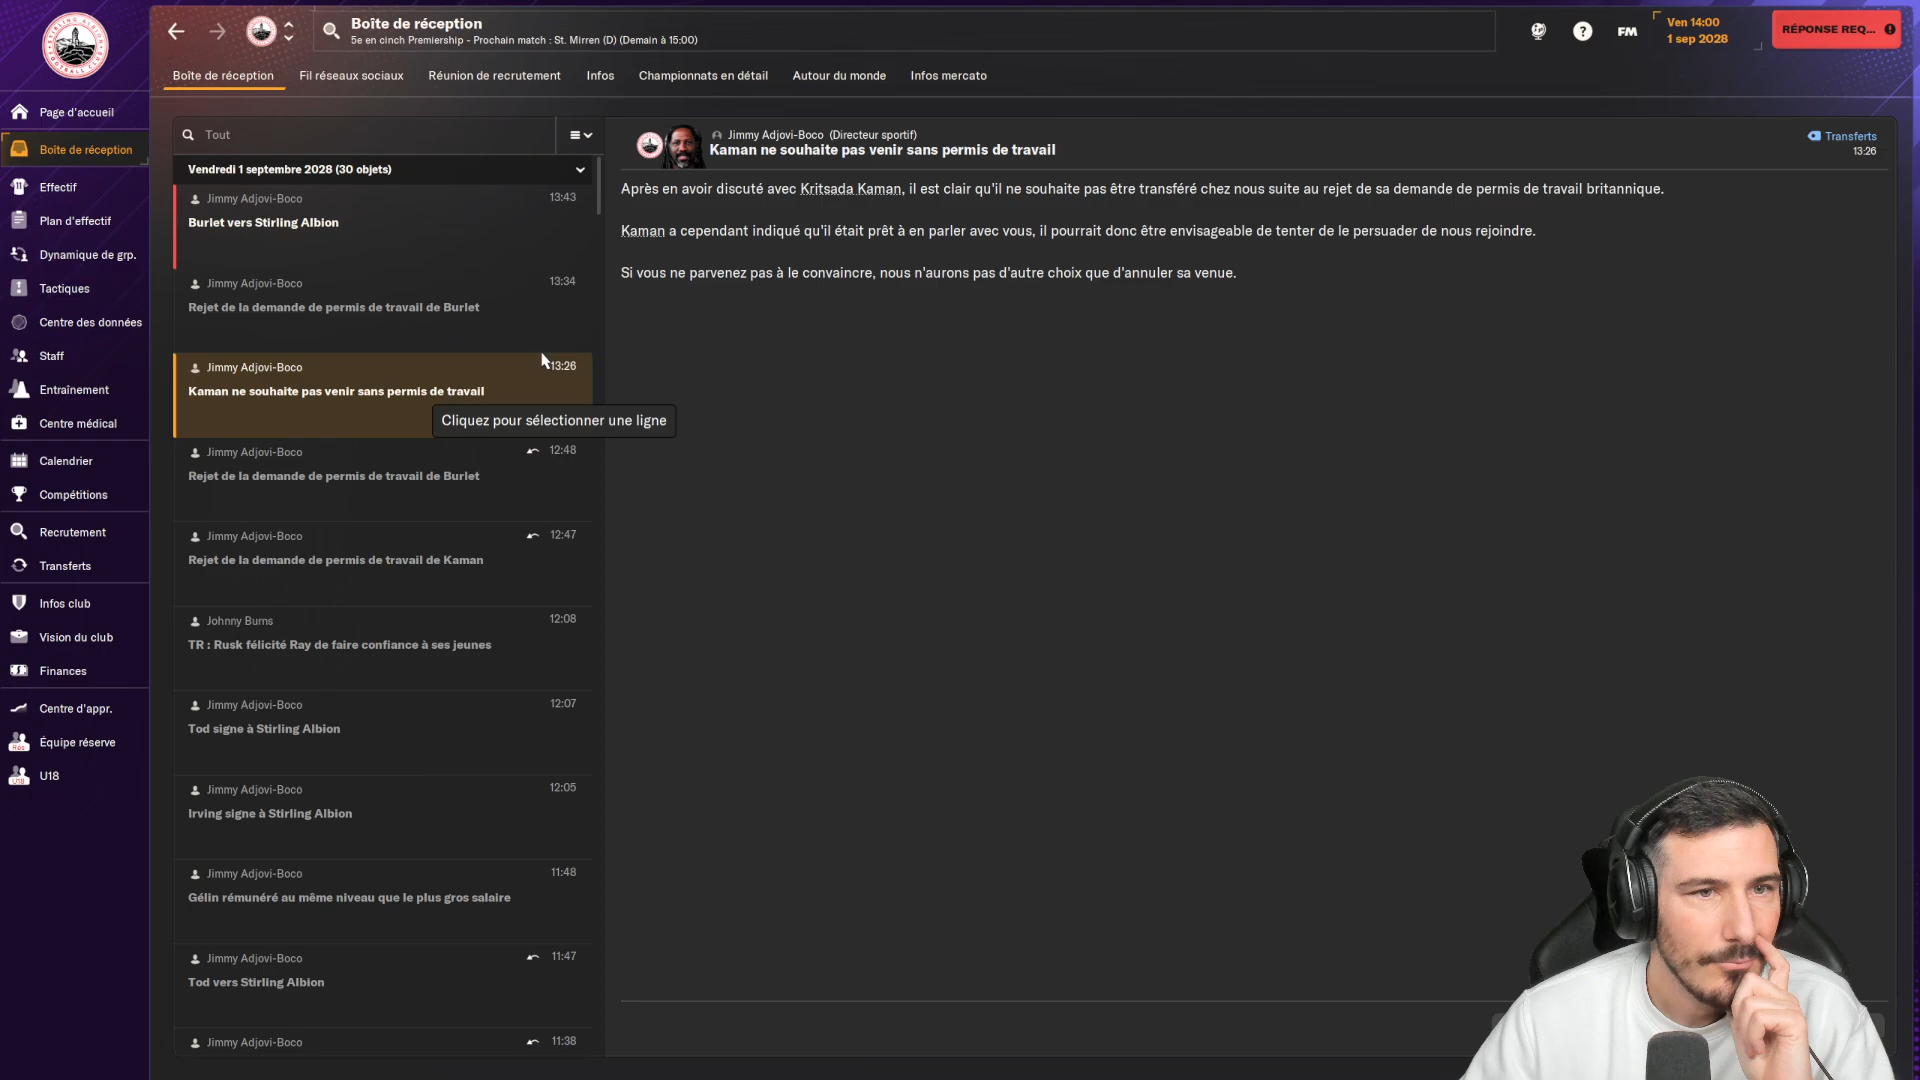 Boîte de réception
5e en cinch Premiership - Prochain match : St. Mirren (D) (Demain à 15:00)
FM
Ven 14:00
1 sep 2028
RÉPONSE REQ...
Boîte de réception
Fil réseaux sociaux
Réunion de recrutement
Infos
Championnats en détail
Autour du monde
Infos mercato
Page d'accueil
Boîte de réception
Effectif
Plan d'effectif
Dynamique de grp.
Tactiques
Centre des données
Staff
Entraînement
Centre médical
Calendrier
Compétitions
Recrutement
Transferts
Infos club
Vision du club
Finances
Centre d'appr.
Équipe réserve
U18
Tout
Vendredi 1 septembre 2028 (30 objets)
Jimmy Adjovi-Boco 13:43
Burlet vers Stirling Albion
Jimmy Adjovi-Boco 13:34
Rejet de la demande de permis de travail de Burlet
Jimmy Adjovi-Boco 13:26
Kaman ne souhaite pas venir sans permis de travail
Cliquez pour sélectionner une ligne
Jimmy Adjovi-Boco 12:48
Rejet de la demande de permis de travail de Burlet
Jimmy Adjovi-Boco 12:47
Rejet de la demande de permis de travail de Kaman
Johnny Burns 12:08
TR : Rusk félicité Ray de faire confiance à ses jeunes
Jimmy Adjovi-Boco 12:07
Tod signe à Stirling Albion
Jimmy Adjovi-Boco 12:05
Irving signe à Stirling Albion
Jimmy Adjovi-Boco 11:48
Gélin rémunéré au même niveau que le plus gros salaire
Jimmy Adjovi-Boco 11:47
Tod vers Stirling Albion
Jimmy Adjovi-Boco 11:38
Jimmy Adjovi-Boco (Directeur sportif)
Kaman ne souhaite pas venir sans permis de travail
Transferts
13:26
Après en avoir discuté avec Kritsada Kaman, il est clair qu'il ne souhaite pas être transféré chez nous suite au rejet de sa demande de permis de travail britannique.
Kaman a cependant indiqué qu'il était prêt à en parler avec vous, il pourrait donc être envisageable de tenter de le persuader de nous rejoindre.
Si vous ne parvenez pas à le convaincre, nous n'aurons pas d'autre choix que d'annuler sa venue.